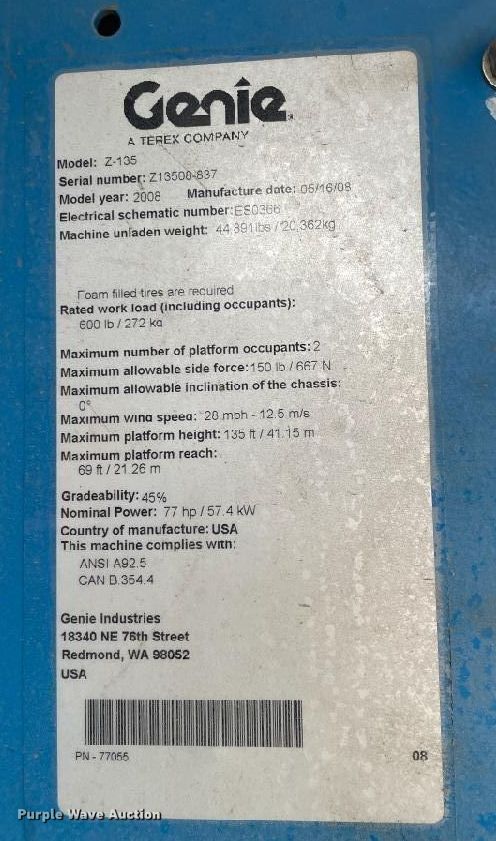 Genie
A TEREX COMPANY
Model: Z-135
Serial number: Z13508-837
Model year: 2008 Manufacture date: 05/16/08
Electrical schematic number: ES0366
Machine unladen weight: 44,891lbs / 20,362kg
Foam filled tires are required
Rated work load (including occupants):
600 lb / 272 kg
Maximum number of platform occupants: 2
Maximum allowable side force: 150 lb / 667 N
Maximum allowable inclination of the chassis:
0°
Maximum wind speed: 28 mph - 12.5 m/s
Maximum platform height: 135 ft / 41.15 m
Maximum platform reach:
69 ft / 21.26 m
Gradeability: 45%
Nominal Power: 77 hp / 57.4 kW
Country of manufacture: USA
This machine complies with:
ANSI A92.5
CAN B.354.4
Genie Industries
18340 NE 76th Street
Redmond, WA 98052
USA
PN - 77055 08
Purple Wave Auction